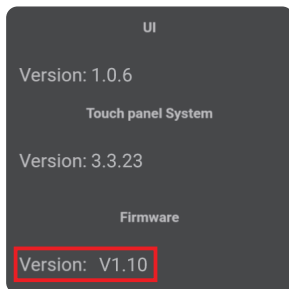 UI
Version: 1.0.6
Touch panel System
Version: 3.3.23
Firmware
Version: V1.10